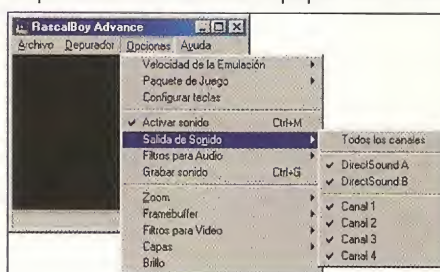 RascalBoy Advance
Archivo Depurador Opciones Ayuda
Velocidad de la Emulación
Paquete de Juego
Configurar teclas
Activar sonido Ctrl+M
Salida de Sonido
Filtros para Audio
Grabar sonido Ctrl+G
Zoom
Framebuffer
Filtros para Video
Capas
Brillo
Todos los canales
DirectSound A
DirectSound B
Canal 1
Canal 2
Canal 3
Canal 4